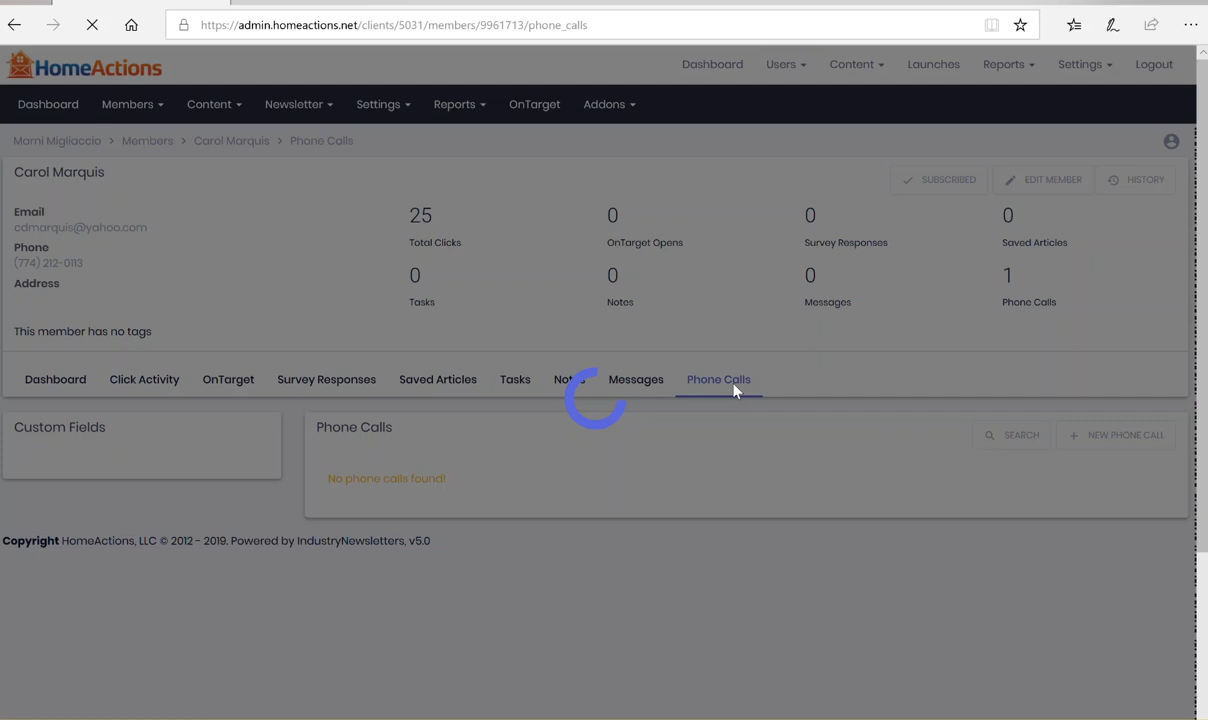 https://admin.homeactions.net/clients/5031/members/9961713/phone_calls
HomeActions
Dashboard Users Content Launches Reports Settings Logout
Dashboard Members Content Newsletter Settings Reports OnTarget Addons
Marni Migliaccio > Members > Carol Marquis > Phone Calls
Carol Marquis
SUBSCRIBED EDIT MEMBER HISTORY
Email
cdmarquis@yahoo.com
Phone
(774) 212-0113
Address
25 0 0 0
Total Clicks OnTarget Opens Survey Responses Saved Articles
0 0 0 1
Tasks Notes Messages Phone Calls
This member has no tags
Dashboard Click Activity OnTarget Survey Responses Saved Articles Tasks Notes Messages Phone Calls
Custom Fields
Phone Calls
SEARCH + NEW PHONE CALL
No phone calls found!
Copyright HomeActions, LLC © 2012 - 2019. Powered by IndustryNewsletters, v5.0